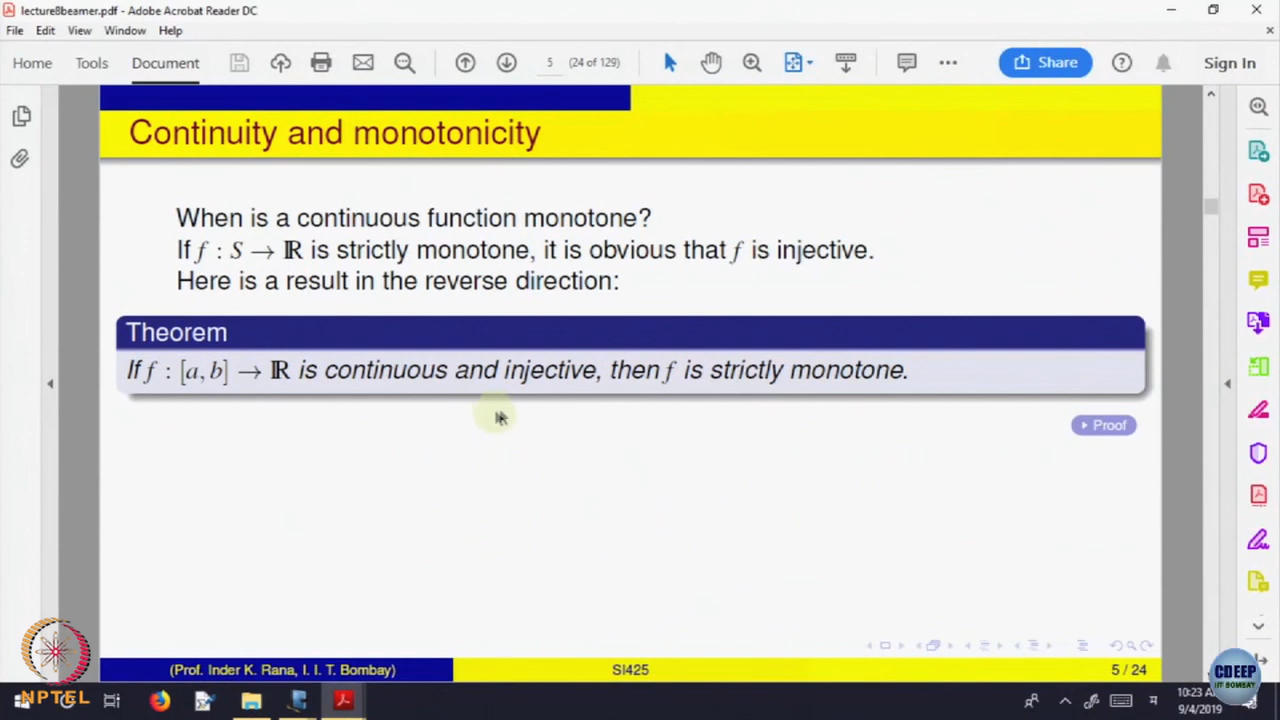 lecture8beamer.pdf - Adobe Acrobat Reader DC
File Edit View Window Help
Home Tools Document 5 (24 of 129) Share Sign In
Continuity and monotonicity
When is a continuous function monotone?
If f : S → ℝ is strictly monotone, it is obvious that f is injective.
Here is a result in the reverse direction:
Theorem
If f : [a, b] → ℝ is continuous and injective, then f is strictly monotone.
Proof
(Prof. Inder K. Rana, I. I. T. Bombay) SI425 5 / 24
NPTEL
CDEEP
IIT BOMBAY
10:23
9/4/2019